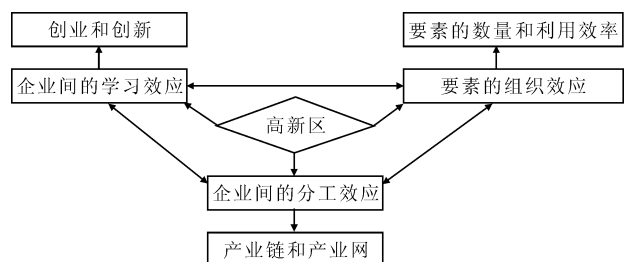 创业和创新
要素的数量和利用效率
企业间的学习效应
要素的组织效应
高新区
企业间的分工效应
产业链和产业网